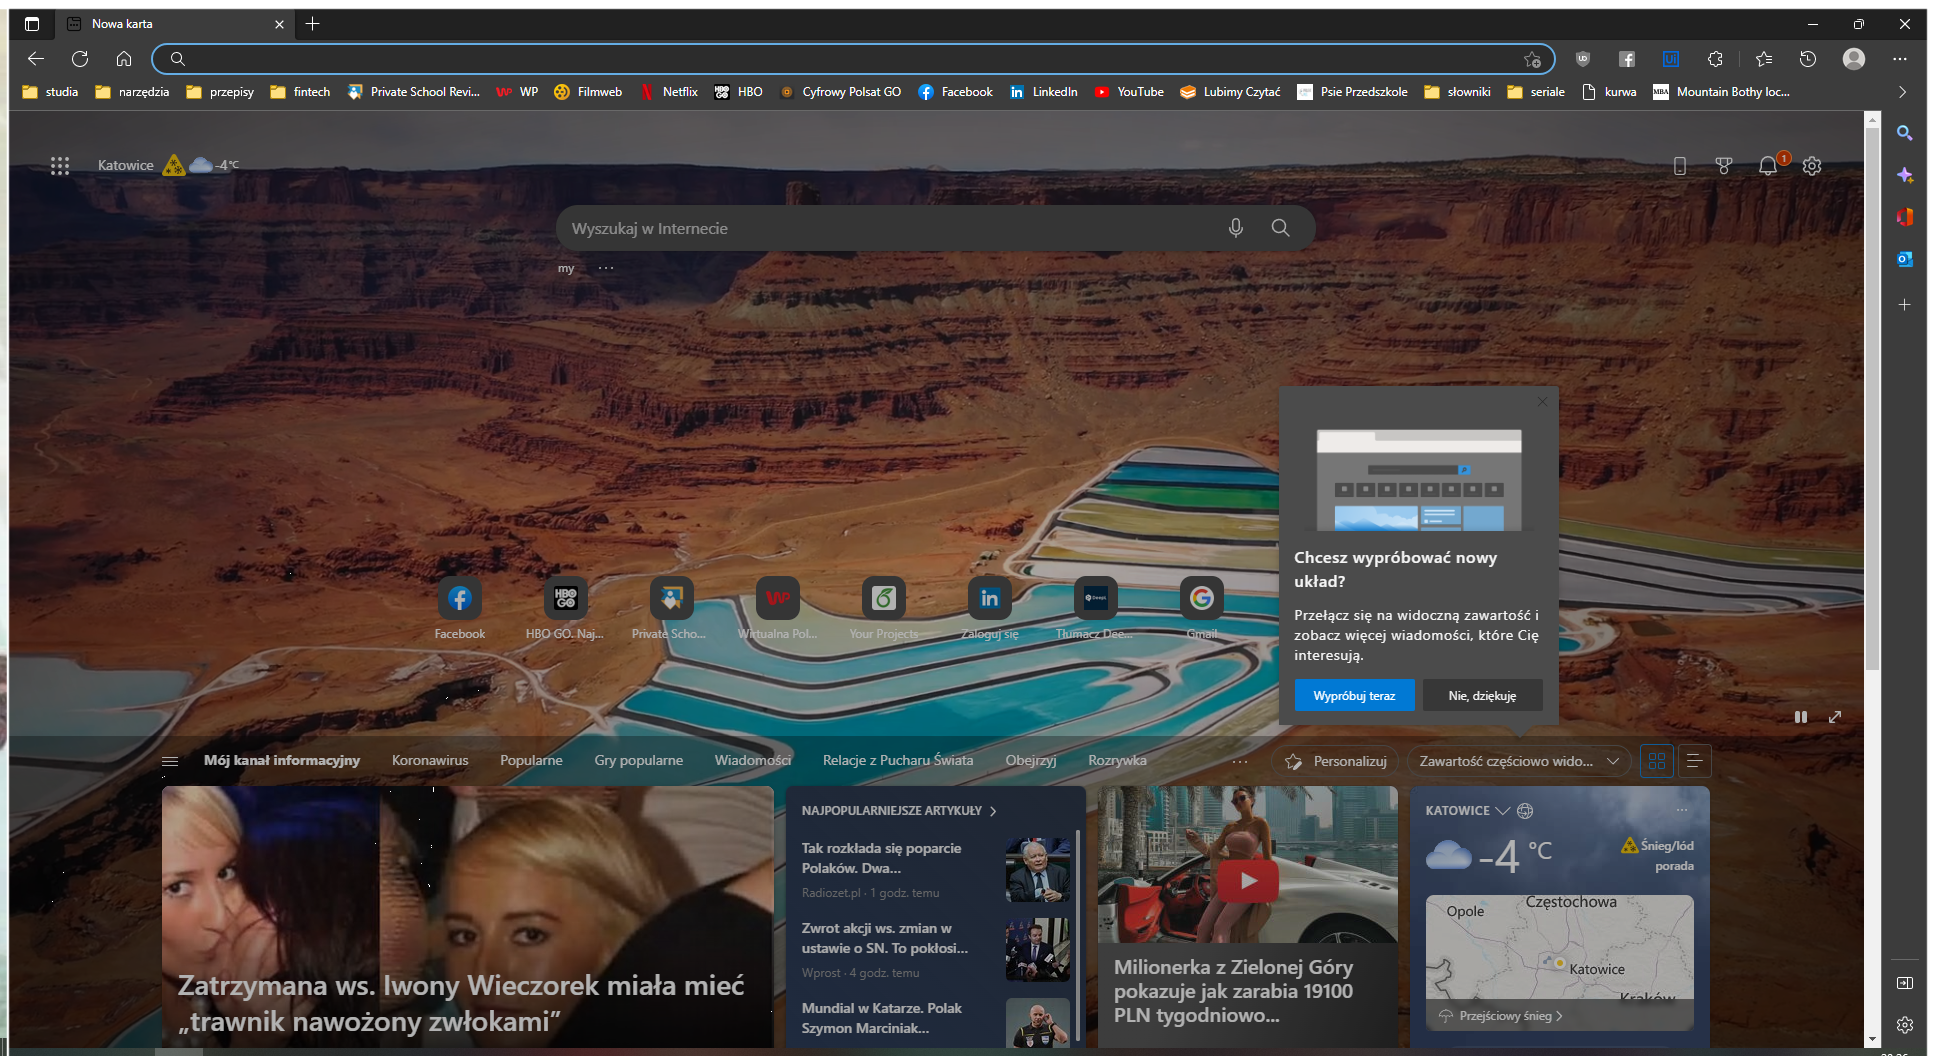 Nowa karta
studia narzędzia przepisy fintech Private School Revi... WP Filmweb Netflix HBO Cyfrowy Polsat GO Facebook LinkedIn YouTube Lubimy Czytać Psie Przedszkole słowniki seriale kurwa Mountain Bothy loc...
Katowice -4°C
1
Wyszukaj w Internecie
my ...
Chcesz wypróbować nowy
układ?
Przełącz się na widoczną zawartość i
zobacz więcej wiadomości, które Cię
interesują.
Wypróbuj teraz Nie, dziękuję
Facebook HBO GO. Naj... Private Scho... Wirtualna Pol... Your Projects Zaloguj się Tłumacz Dee... Gmail
Mój kanał informacyjny Koronawirus Popularne Gry popularne Wiadomości Relacje z Pucharu Świata Obejrzyj Rozrywka ... Personalizuj Zawartość częściowo wido...
Zatrzymana ws. Iwony Wieczorek miała mieć
„trawnik nawożony zwłokami”
NAJPOPULARNIEJSZE ARTYKUŁY
Tak rozkłada się poparcie
Polaków. Dwa...
Radiozet.pl · 1 godz. temu
Zwrot akcji ws. zmian w
ustawie o SN. To pokłosi...
Wprost · 4 godz. temu
Mundial w Katarze. Polak
Szymon Marciniak...
Milionerka z Zielonej Góry
pokazuje jak zarabia 19100
PLN tygodniowo...
KATOWICE
-4 °C
Śnieg/lód
porada
Opole Częstochowa
Katowice
Kraków
Przejściowy śnieg